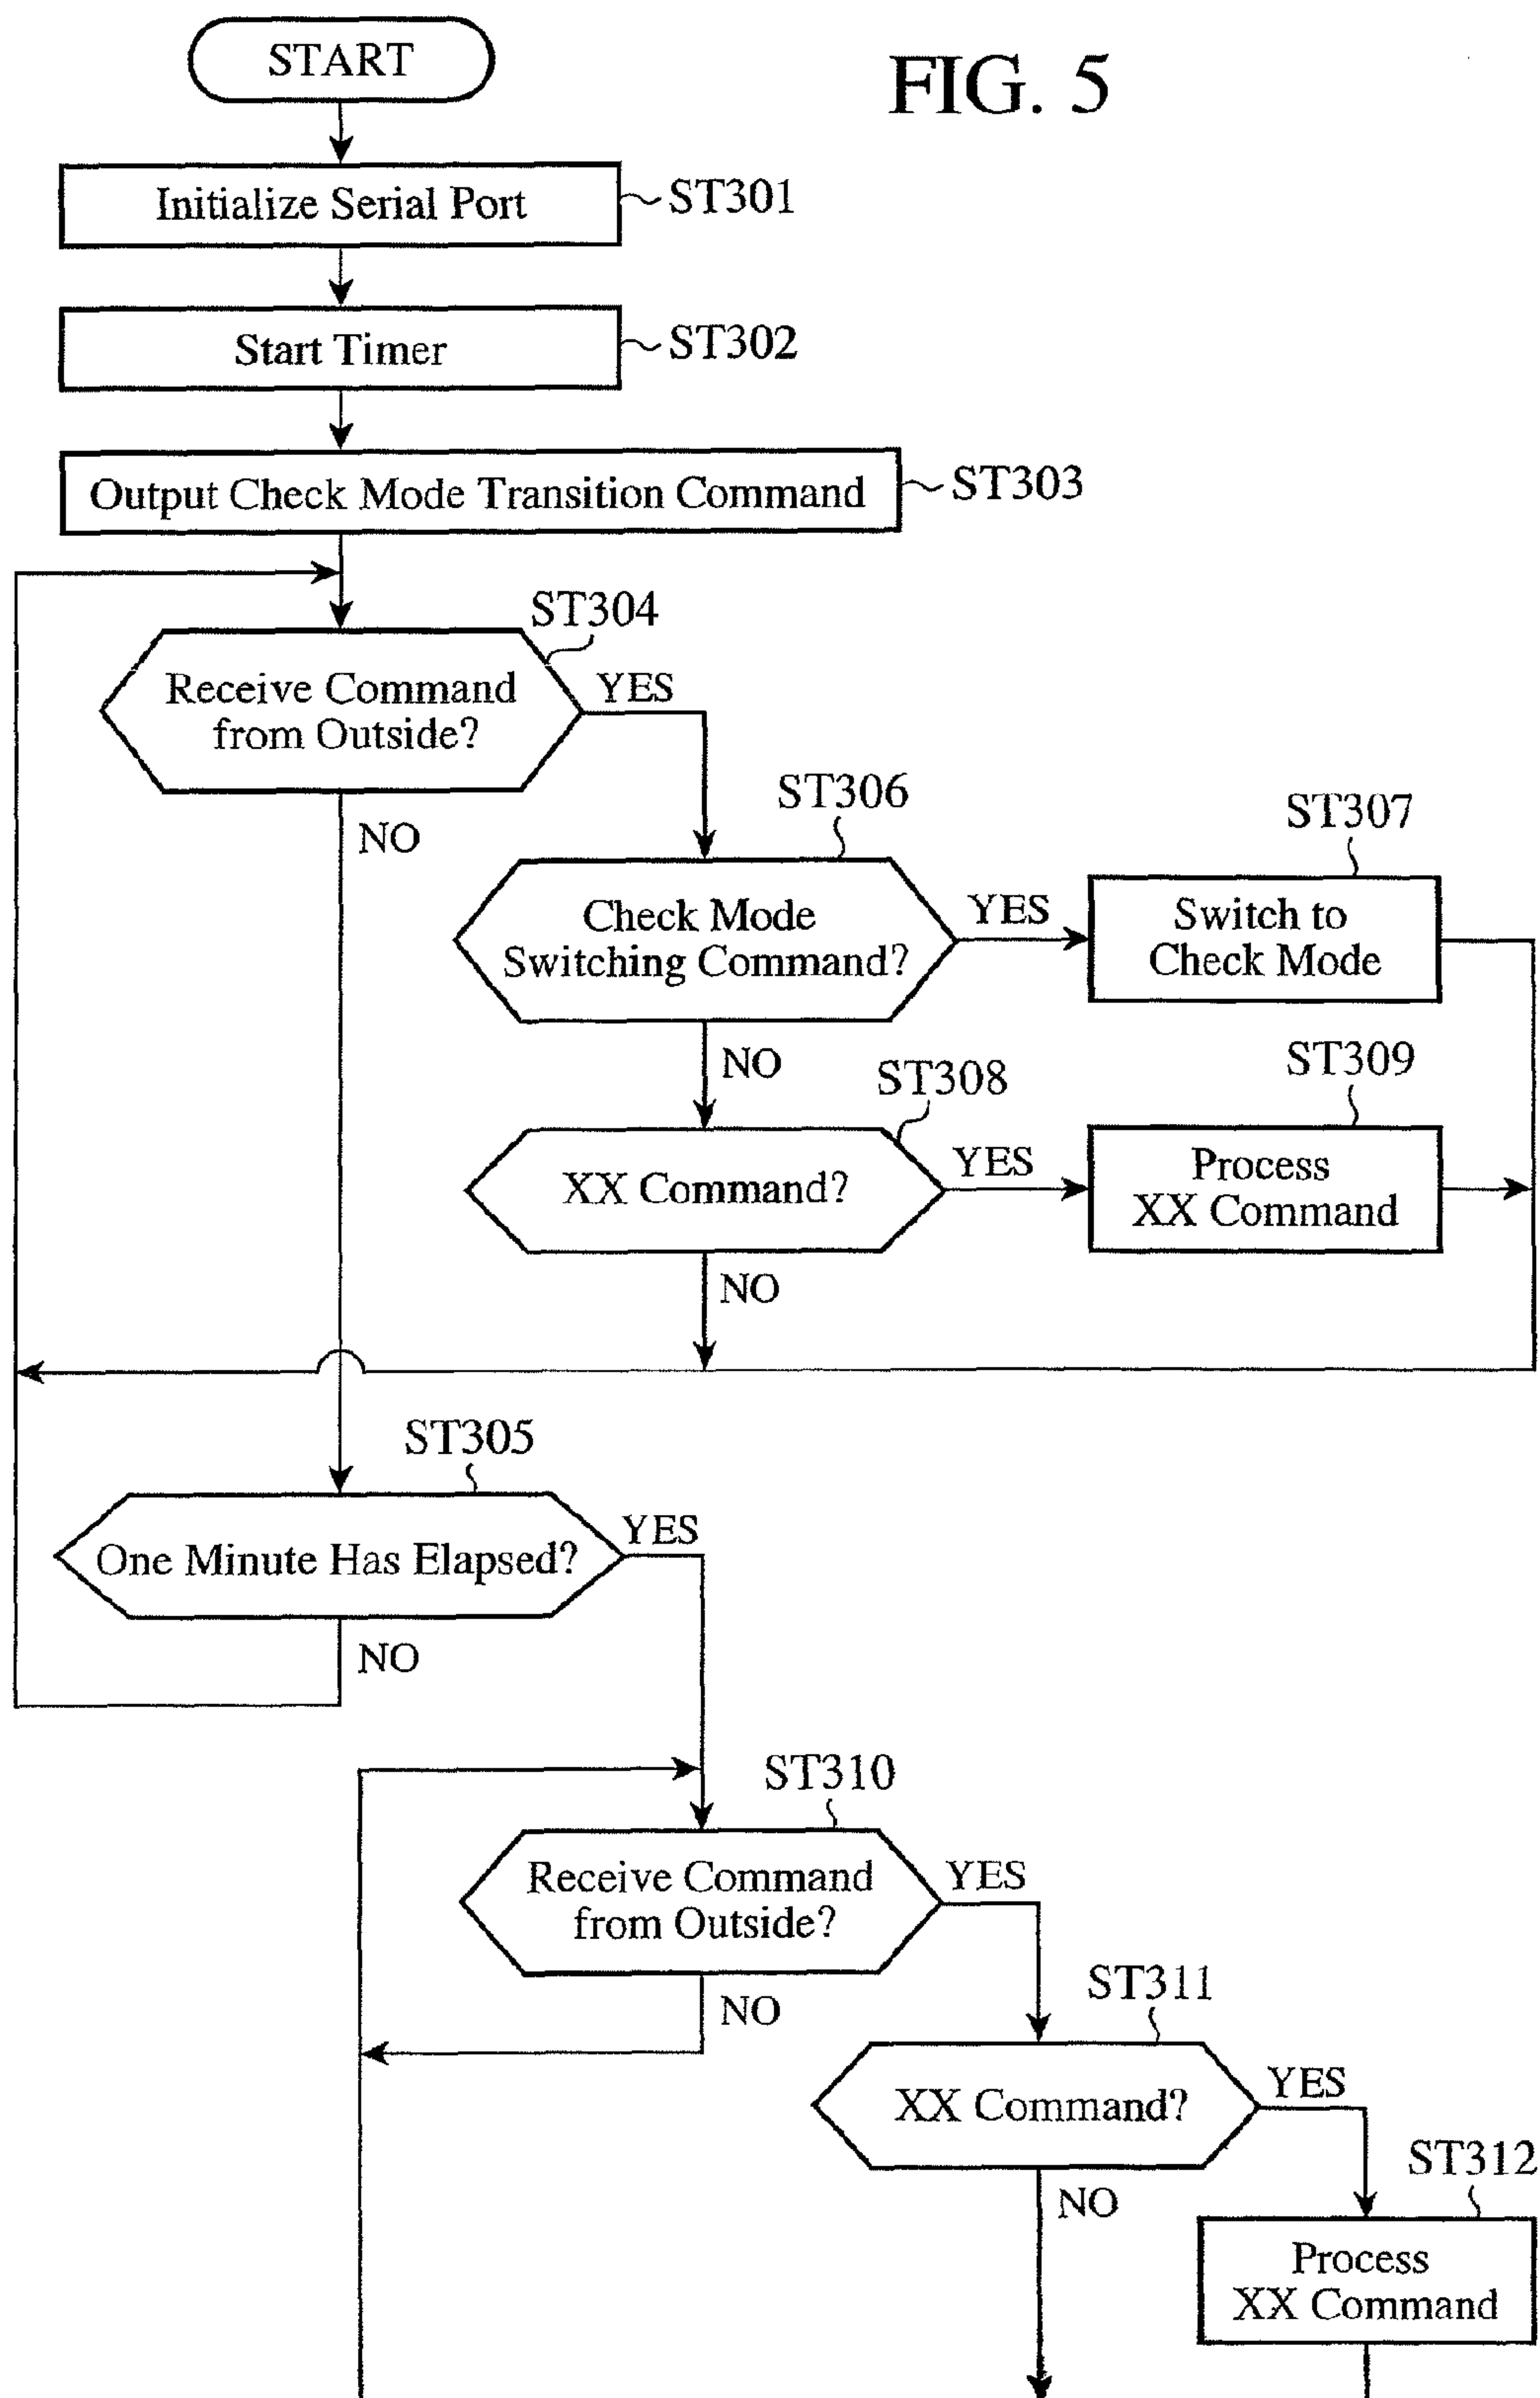 FIG. 5
START
Initialize Serial Port
ST301
Start Timer
ST302
Output Check Mode Transition Command
ST303
ST304
Receive Command
from Outside?
YES
NO
ST306
Check Mode
Switching Command?
YES
ST307
Switch to
Check Mode
NO
ST308
XX Command?
YES
ST309
Process
XX Command
NO
ST305
One Minute Has Elapsed?
YES
NO
ST310
Receive Command
from Outside?
YES
NO
ST311
XX Command?
YES
NO
ST312
Process
XX Command